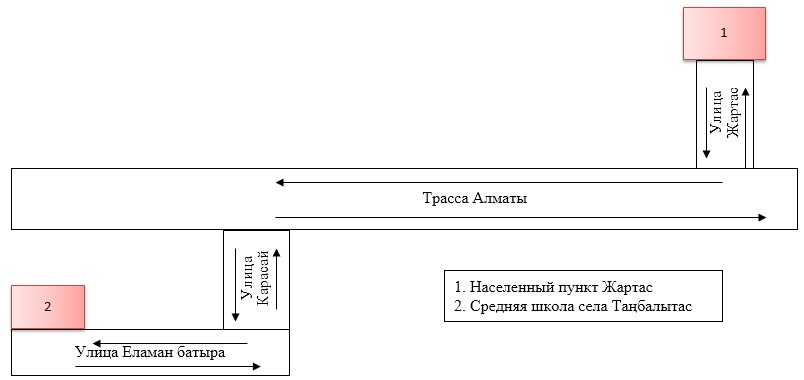 1
Улица
Жартас
Трасса Алматы
Улица
Карасай
1. Населенный пункт Жартас
2. Средняя школа села Таңбалытас
2
Улица Еламан батыра